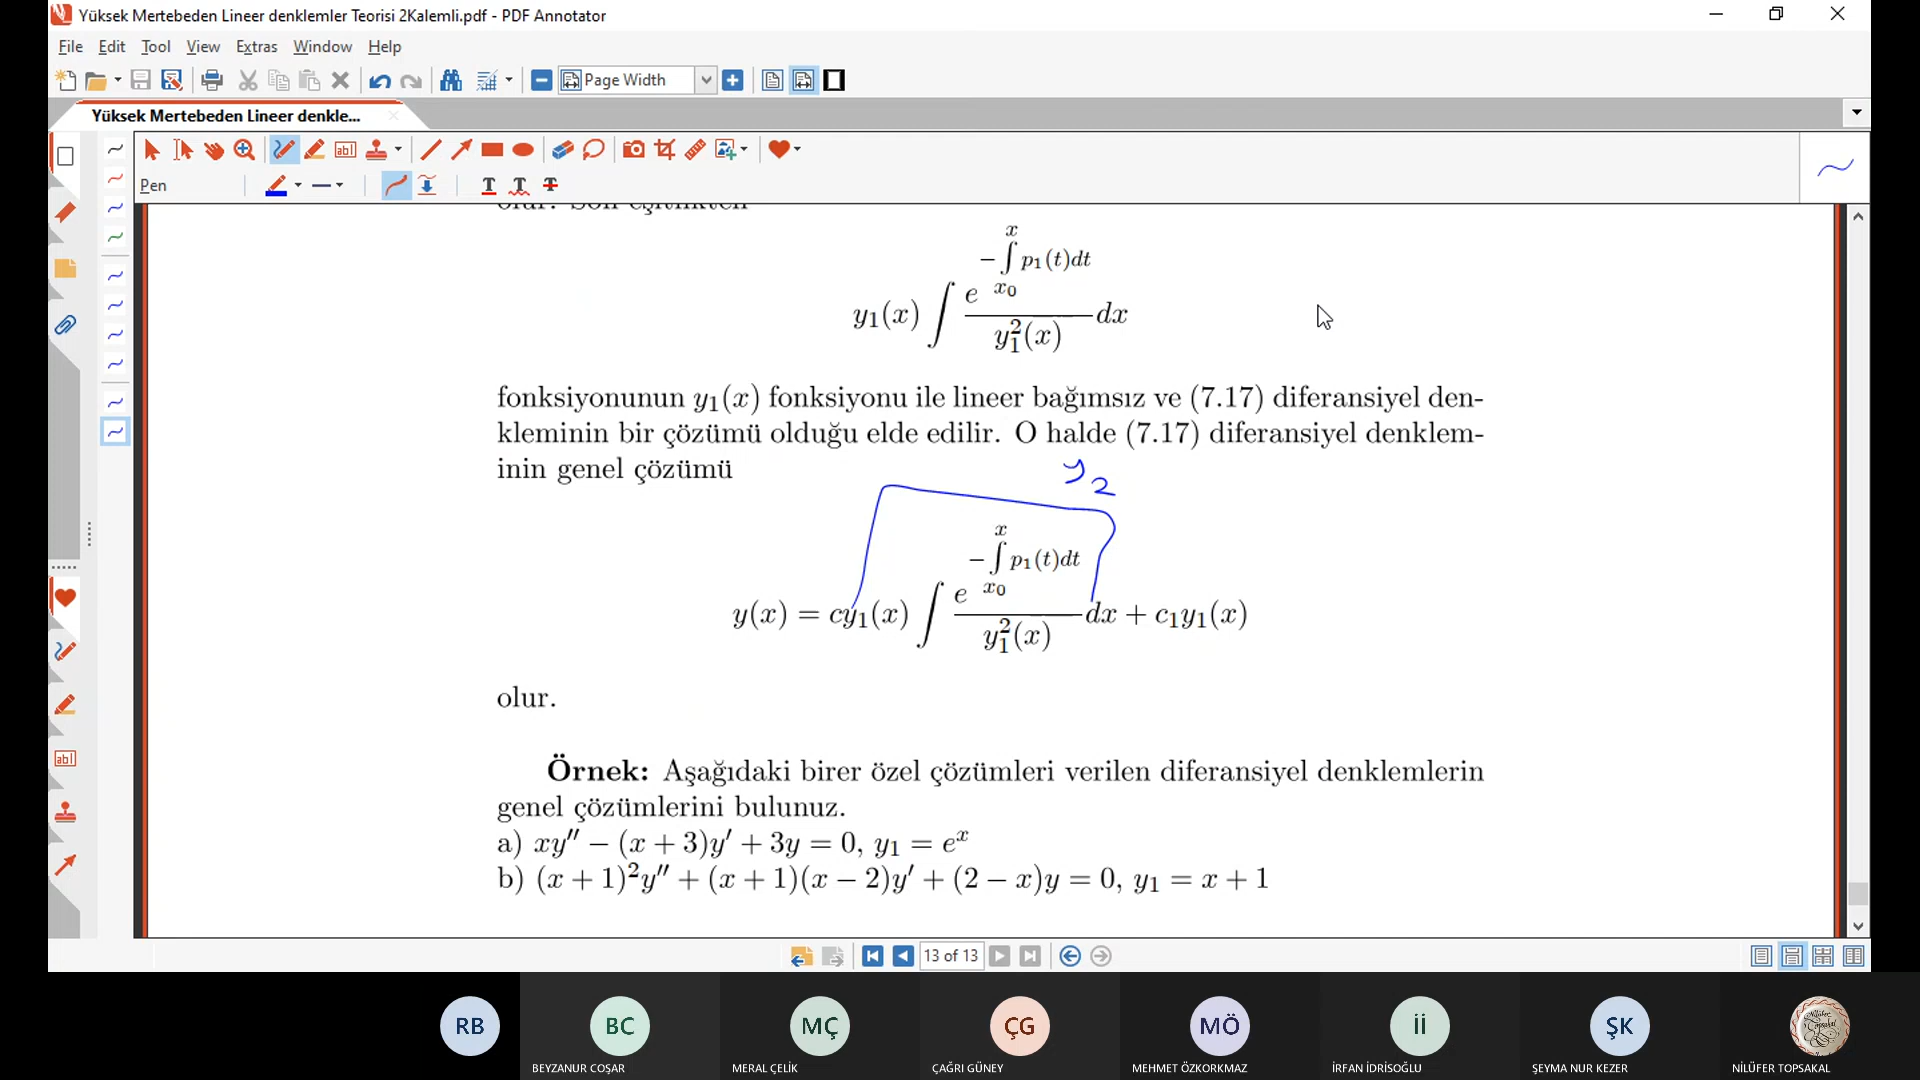 Yüksek Mertebeden Lineer denklemler Teorisi 2Kalemli.pdf - PDF Annotator
File Edit Tool View Extras Window Help
Page Width
Yüksek Mertebeden Lineer denkle...
Pen
olur. Son eşitlikten
y₁(x) ∫ e^{-∫_{x₀}^{x} p₁(t)dt} / y₁²(x) dx
fonksiyonunun y₁(x) fonksiyonu ile lineer bağımsız ve (7.17) diferansiyel den-
kleminin bir çözümü olduğu elde edilir. O halde (7.17) diferansiyel denklem-
inin genel çözümü
y₂
y(x) = cy₁(x) ∫ e^{-∫_{x₀}^{x} p₁(t)dt} / y₁²(x) dx + c₁y₁(x)
olur.
Örnek: Aşağıdaki birer özel çözümleri verilen diferansiyel denklemlerin
genel çözümlerini bulunuz.
a) xy″ − (x + 3)y′ + 3y = 0, y₁ = eˣ
b) (x + 1)²y″ + (x + 1)(x − 2)y′ + (2 − x)y = 0, y₁ = x + 1
13 of 13
RB
BC
MÇ
ÇG
MÖ
İİ
ŞK
BEYZANUR COŞAR
MERAL ÇELİK
ÇAĞRI GÜNEY
MEHMET ÖZKORKMAZ
İRFAN İDRİSOĞLU
ŞEYMA NUR KEZER
NİLÜFER TOPSAKAL